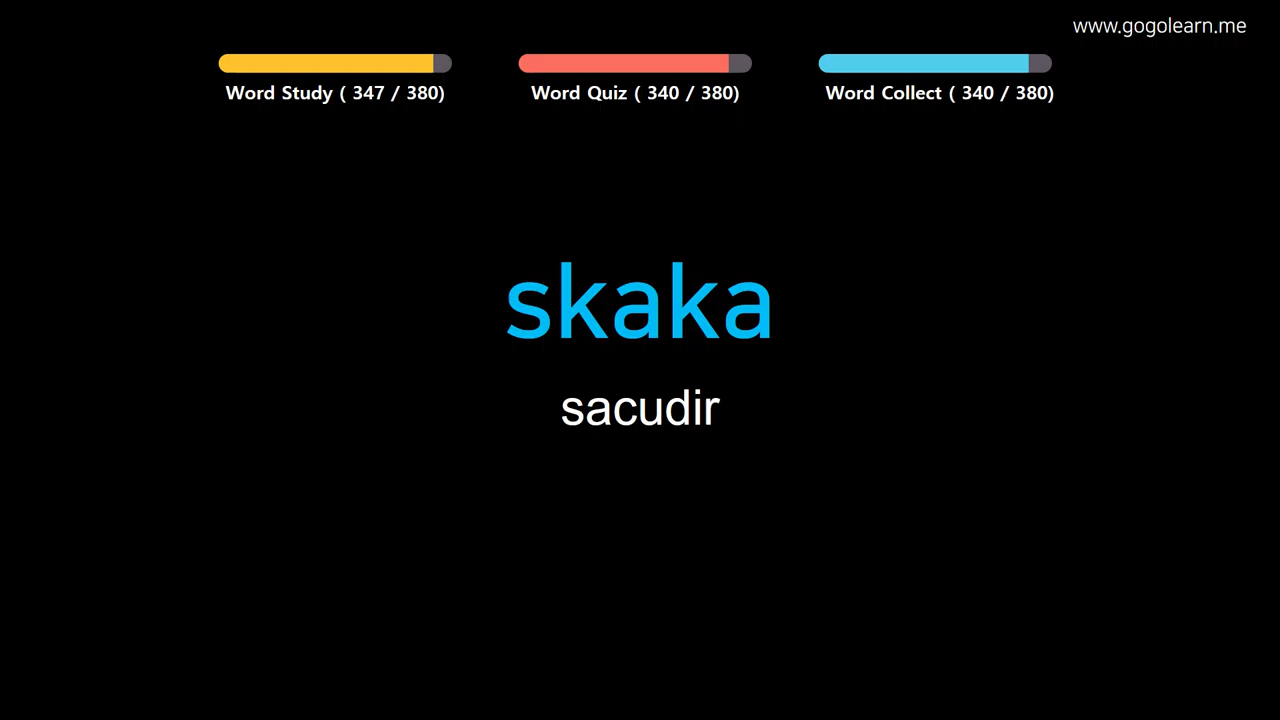 www.gogolearn.me
Word Study ( 347 / 380)
Word Quiz ( 340 / 380)
Word Collect ( 340 / 380)
skaka
sacudir